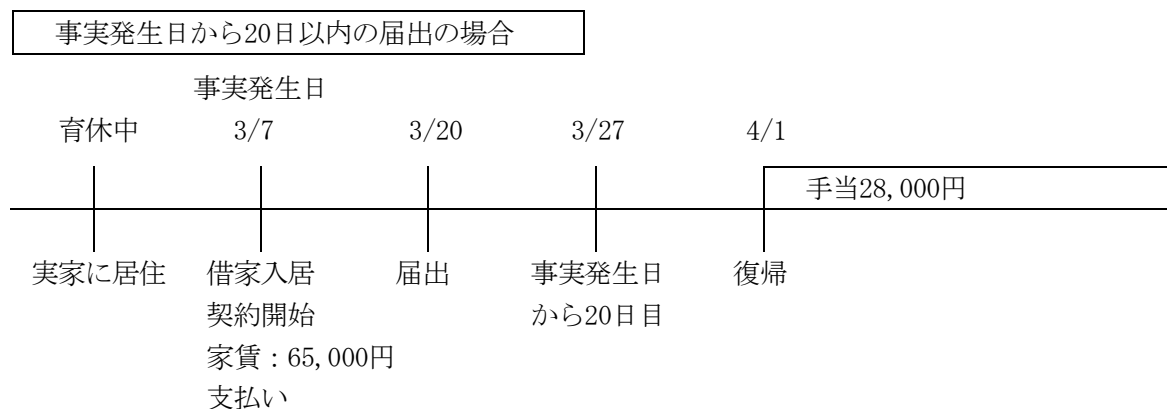 事実発生日から20日以内の届出の場合
事実発生日
育休中 3/7 3/20 3/27 4/1
手当28,000円
実家に居住 借家入居 届出 事実発生日 復帰
契約開始 から20日目
家賃：65,000円
支払い